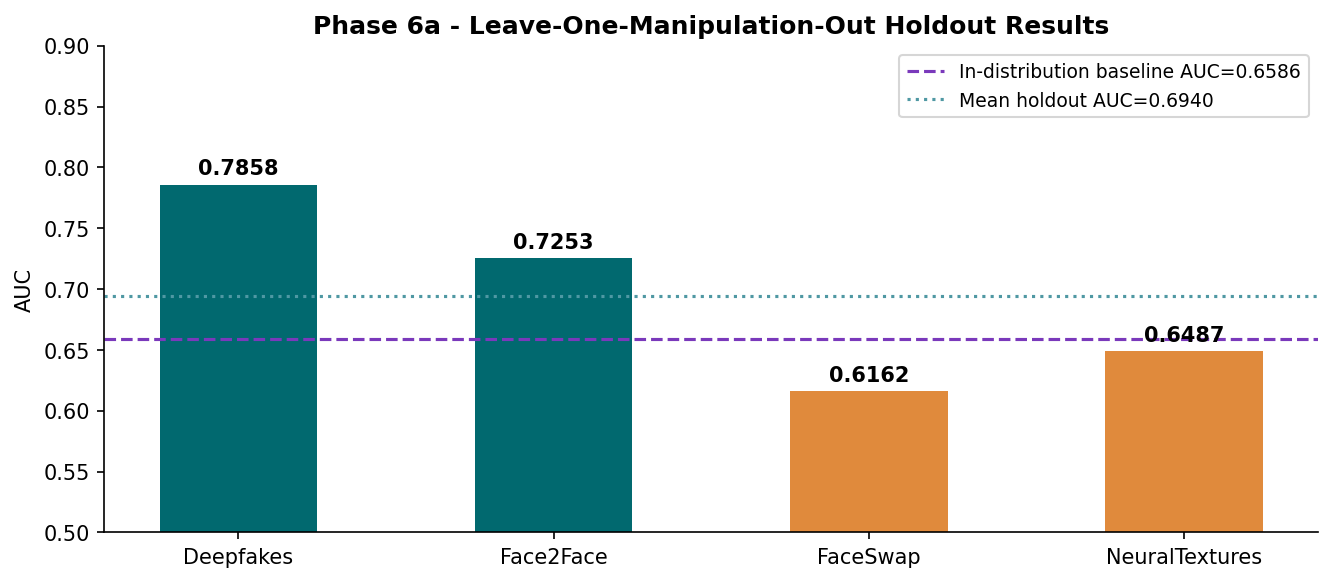 Phase 6a - Leave-One-Manipulation-Out Holdout Results
In-distribution baseline AUC=0.6586
Mean holdout AUC=0.6940
AUC
0.90
0.85
0.80
0.75
0.70
0.65
0.60
0.55
0.50
0.7858
0.7253
0.6162
0.6487
Deepfakes
Face2Face
FaceSwap
NeuralTextures